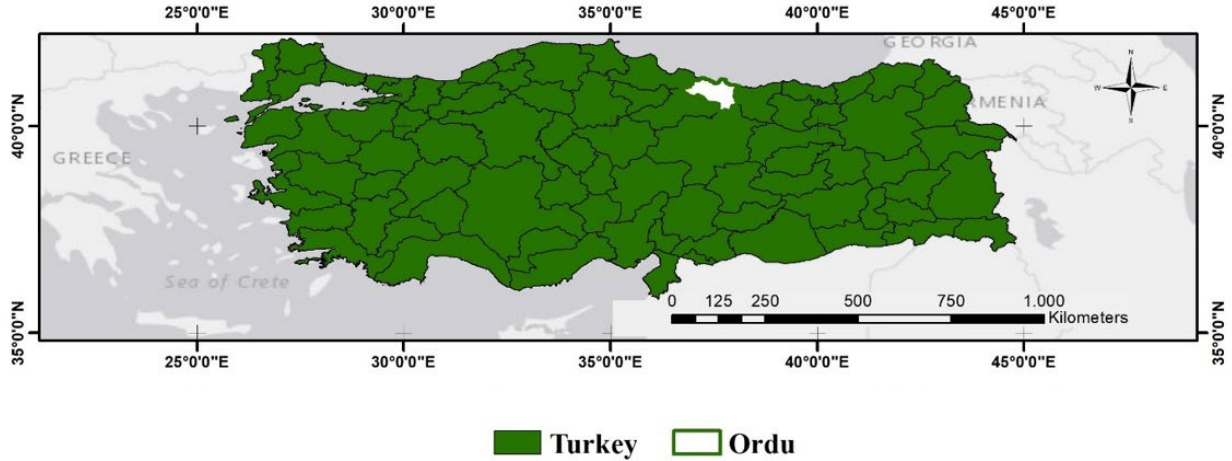 25°0'0"E 30°0'0"E 35°0'0"E 40°0'0"E 45°0'0"E
GEORGIA
N
W E
S
RMENIA
40°0'0"N 40°0'0"N
GREECE
Sea of Crete
0 125 250 500 750 1.000
Kilometers
35°0'0"N 35°0'0"N
25°0'0"E 30°0'0"E 35°0'0"E 40°0'0"E 45°0'0"E
Turkey Ordu